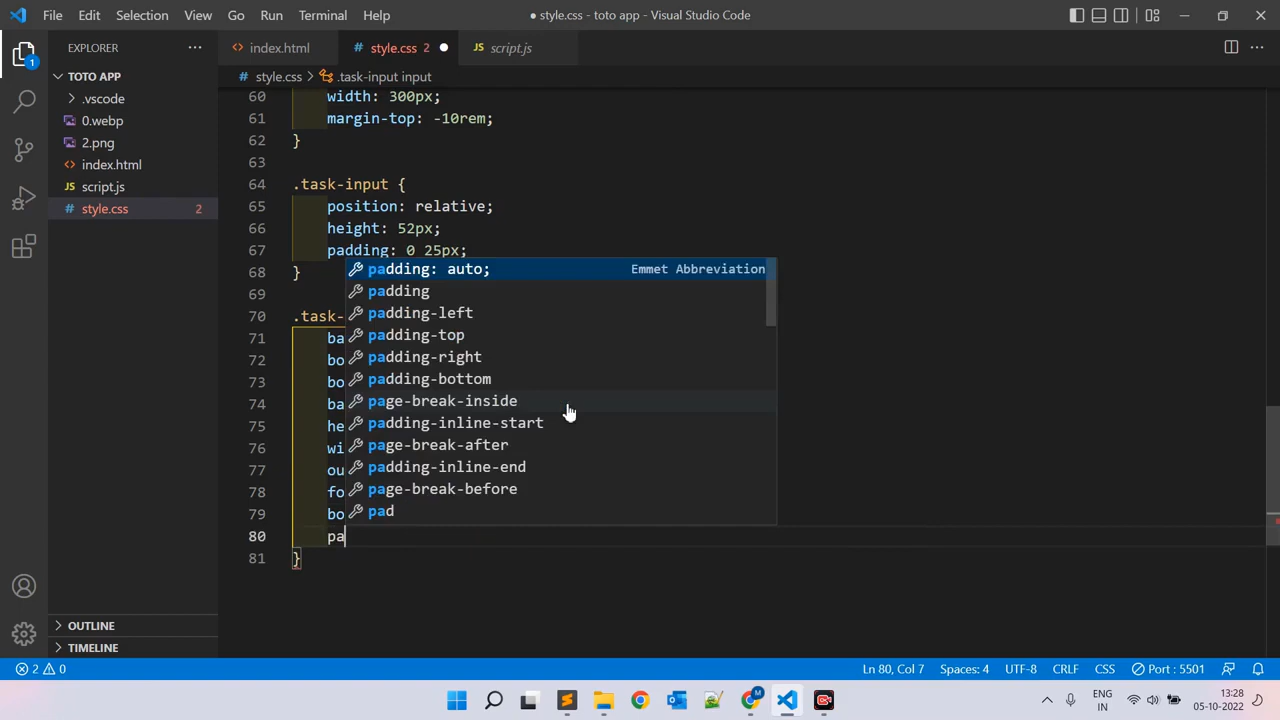 File Edit Selection View Go Run Terminal Help
● style.css - toto app - Visual Studio Code
EXPLORER
TOTO APP
.vscode
0.webp
2.png
index.html
JS script.js
# style.css 2
OUTLINE
TIMELINE
1
<> index.html # style.css 2 ● JS script.js
# style.css > .task-input input
60 width: 300px;
61 margin-top: -10rem;
62 }
63
64 .task-input {
65 position: relative;
66 height: 52px;
67 padding: 0 25px;
68 }
69
70 .task-
71 ba
72 bo
73 bo
74 ba
75 he
76 wi
77 ou
78 fo
79 bo
80 pa
81 }
padding: auto; Emmet Abbreviation
padding
padding-left
padding-top
padding-right
padding-bottom
page-break-inside
padding-inline-start
page-break-after
padding-inline-end
page-break-before
pad
2 0
Ln 80, Col 7 Spaces: 4 UTF-8 CRLF CSS Port : 5501
M
ENG
IN
13:28
05-10-2022